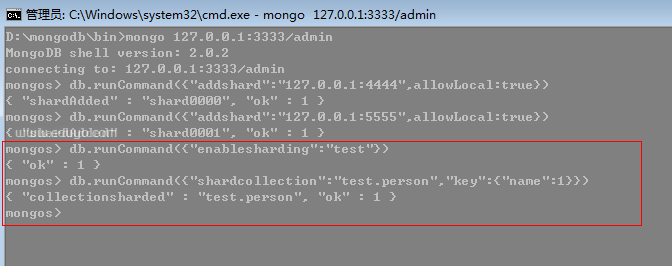 管理员: C:\Windows\system32\cmd.exe - mongo 127.0.0.1:3333/admin
D:\mongodb\bin>mongo 127.0.0.1:3333/admin
MongoDB shell version: 2.0.2
connecting to: 127.0.0.1:3333/admin
mongos> db.runCommand({"addshard":"127.0.0.1:4444",allowLocal:true})
{ "shardAdded" : "shard0000", "ok" : 1 }
mongos> db.runCommand({"addshard":"127.0.0.1:5555",allowLocal:true})
: "shard0001", "ok" : 1 }
mongos> db.runCommand({"enablesharding":"test"})
{ "ok" : 1 }
mongos> db.runCommand({"shardcollection":"test.person","key":{"name":1}})
{ "collectionsharded" : "test.person", "ok" : 1 }
mongos>